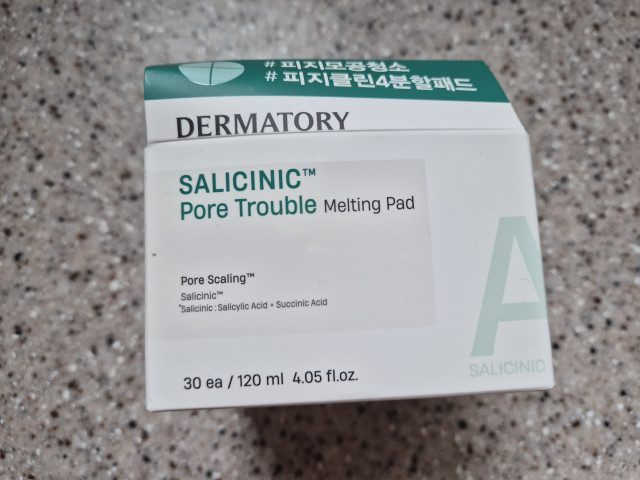 # 피지모공청소
# 피지클린4분할패드
DERMATORY
SALICINIC™
Pore Trouble Melting Pad
Pore Scaling™
Salicinic™
*Salicinic : Salicylic Acid + Succinic Acid
30 ea / 120 ml 4.05 fl.oz.
A
SALICINIC